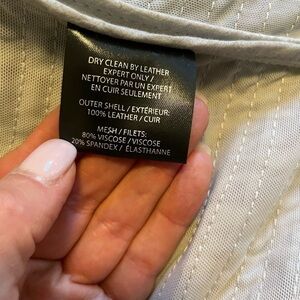 DRY CLEAN BY LEATHER
EXPERT ONLY /
NETTOYER PAR UN EXPERT
EN CUIR SEULEMENT
OUTER SHELL / EXTÉRIEUR:
100% LEATHER / CUIR
MESH / FILETS:
80% VISCOSE / VISCOSE
20% SPANDEX / ÉLASTHANNE